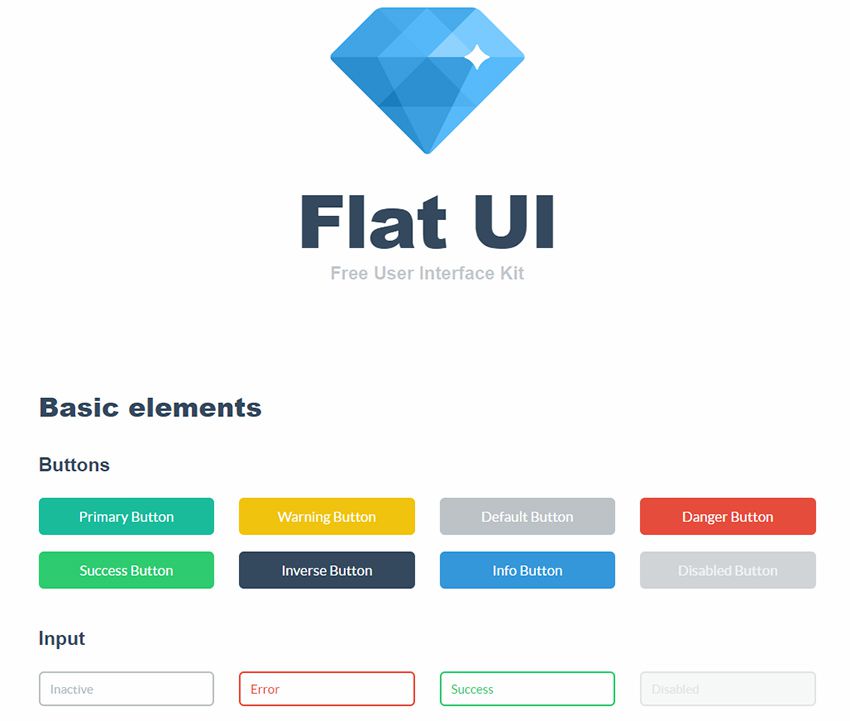 Flat UI
Free User Interface Kit
Basic elements
Buttons
Primary Button Warning Button Default Button Danger Button
Success Button Inverse Button Info Button Disabled Button
Input
Inactive Error Success Disabled